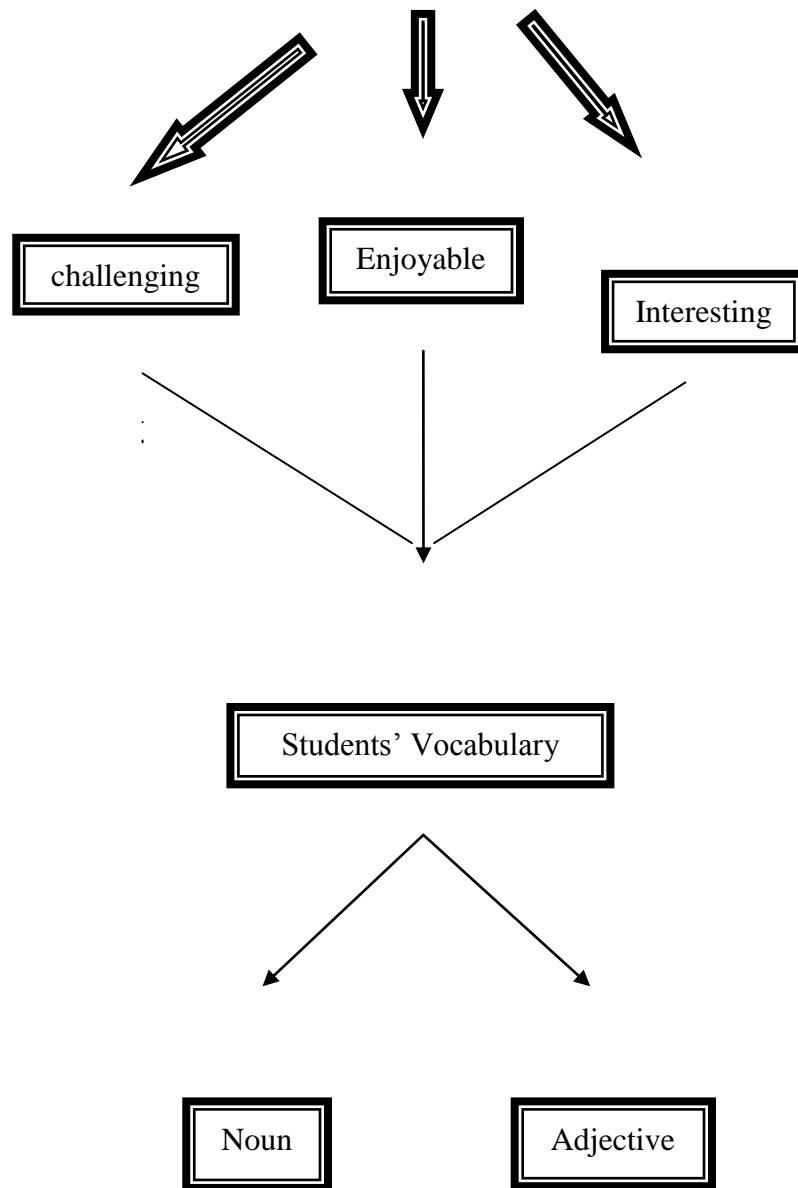 challenging
Enjoyable
Interesting
Students’ Vocabulary
Noun
Adjective